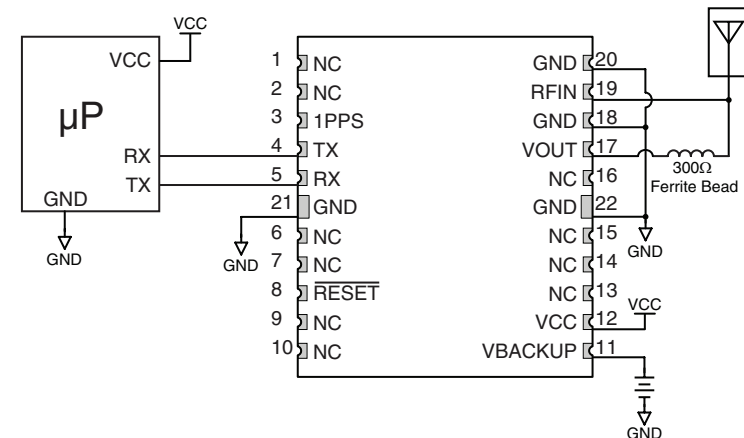 VCC
VCC
µP
RX
TX
GND
GND
1 NC
2 NC
3 1PPS
4 TX
5 RX
21 GND
GND
6 NC
7 NC
8 RESET
9 NC
10 NC
GND 20
RFIN 19
GND 18
VOUT 17
NC 16
GND 22
NC 15
NC 14
NC 13
VCC 12
VBACKUP 11
300Ω
Ferrite Bead
GND
VCC
GND